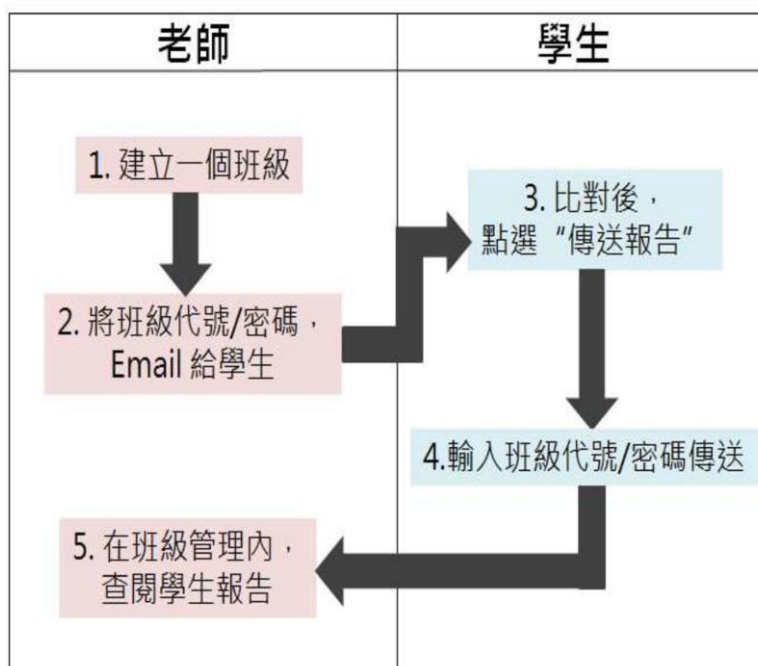 老師
學生
1. 建立一個班級
2. 將班級代號/密碼，
Email 給學生
3. 比對後，
點選“傳送報告”
4.輸入班級代號/密碼傳送
5. 在班級管理內，
查閱學生報告